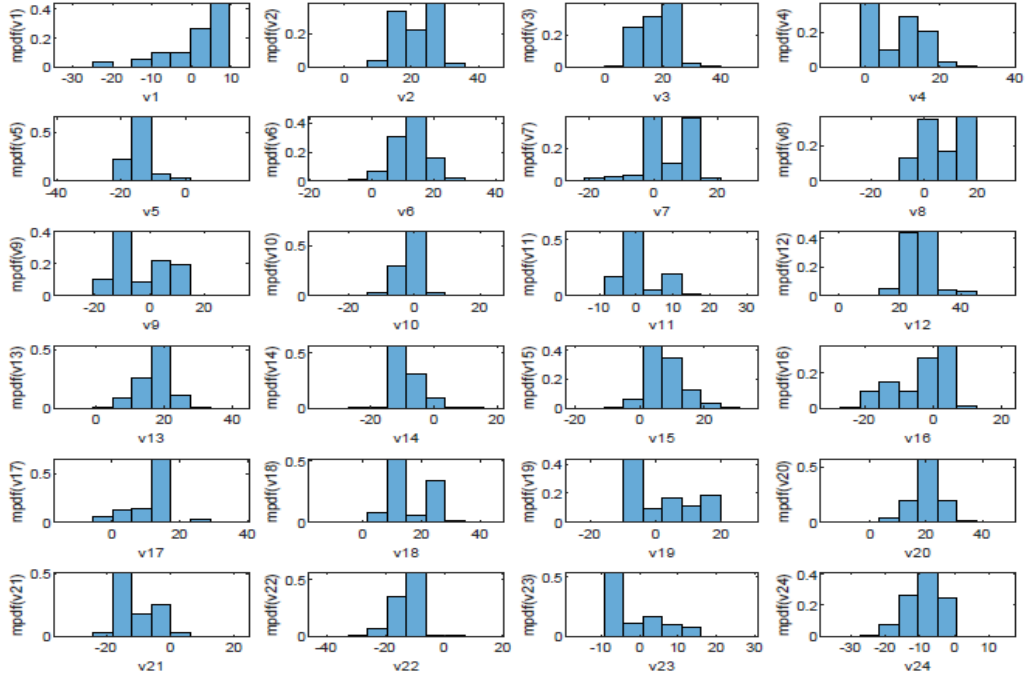 mpdf(v1) 0.4 0.2 0 -30 -20 -10 0 10 v1
mpdf(v2) 0.2 0 0 20 40 v2
mpdf(v3) 0.2 0 0 20 40 v3
mpdf(v4) 0.2 0 0 20 40 v4
mpdf(v5) 0.5 0 -40 -20 0 v5
mpdf(v6) 0.4 0.2 0 -20 0 20 40 v6
mpdf(v7) 0.2 0 -20 0 20 v7
mpdf(v8) 0.2 0 -20 0 20 v8
mpdf(v9) 0.4 0.2 0 -20 0 20 v9
mpdf(v10) 0.5 0 -20 0 20 v10
mpdf(v11) 0.5 0 -10 0 10 20 30 v11
mpdf(v12) 0.4 0.2 0 0 20 40 v12
mpdf(v13) 0.5 0 0 20 40 v13
mpdf(v14) 0.5 0 -20 0 20 v14
mpdf(v15) 0.4 0.2 0 -20 0 20 v15
mpdf(v16) 0.2 0 -20 0 20 v16
mpdf(v17) 0.5 0 0 20 40 v17
mpdf(v18) 0.5 0 0 20 40 v18
mpdf(v19) 0.4 0.2 0 -20 0 20 v19
mpdf(v20) 0.5 0 0 20 40 v20
mpdf(v21) 0.5 0 -20 0 20 v21
mpdf(v22) 0.5 0 -40 -20 0 20 v22
mpdf(v23) 0.5 0 -10 0 10 20 30 v23
mpdf(v24) 0.4 0.2 0 -30 -20 -10 0 10 v24